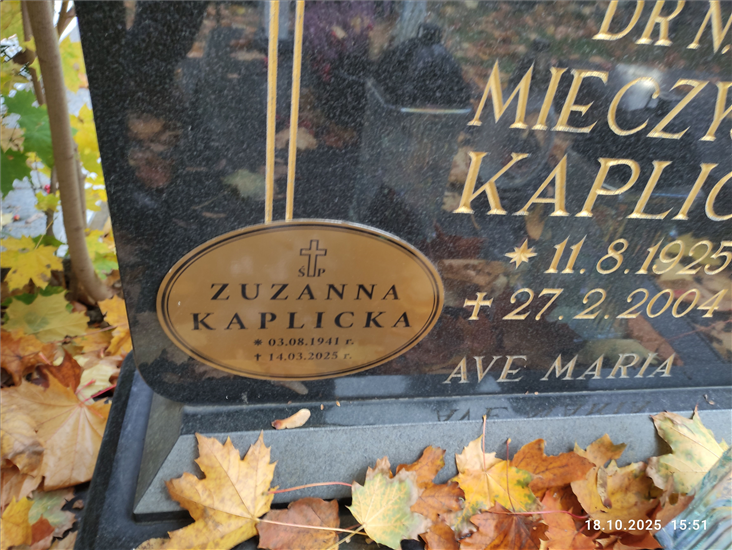 DR
MIECZY
KAPLIC
* 11.8.1925
✝ 27.2.2004
AVE MARIA
Ś P
ZUZANNA
KAPLICKA
* 03.08.1941 r.
✝ 14.03.2025 r.
18.10.2025, 15:51